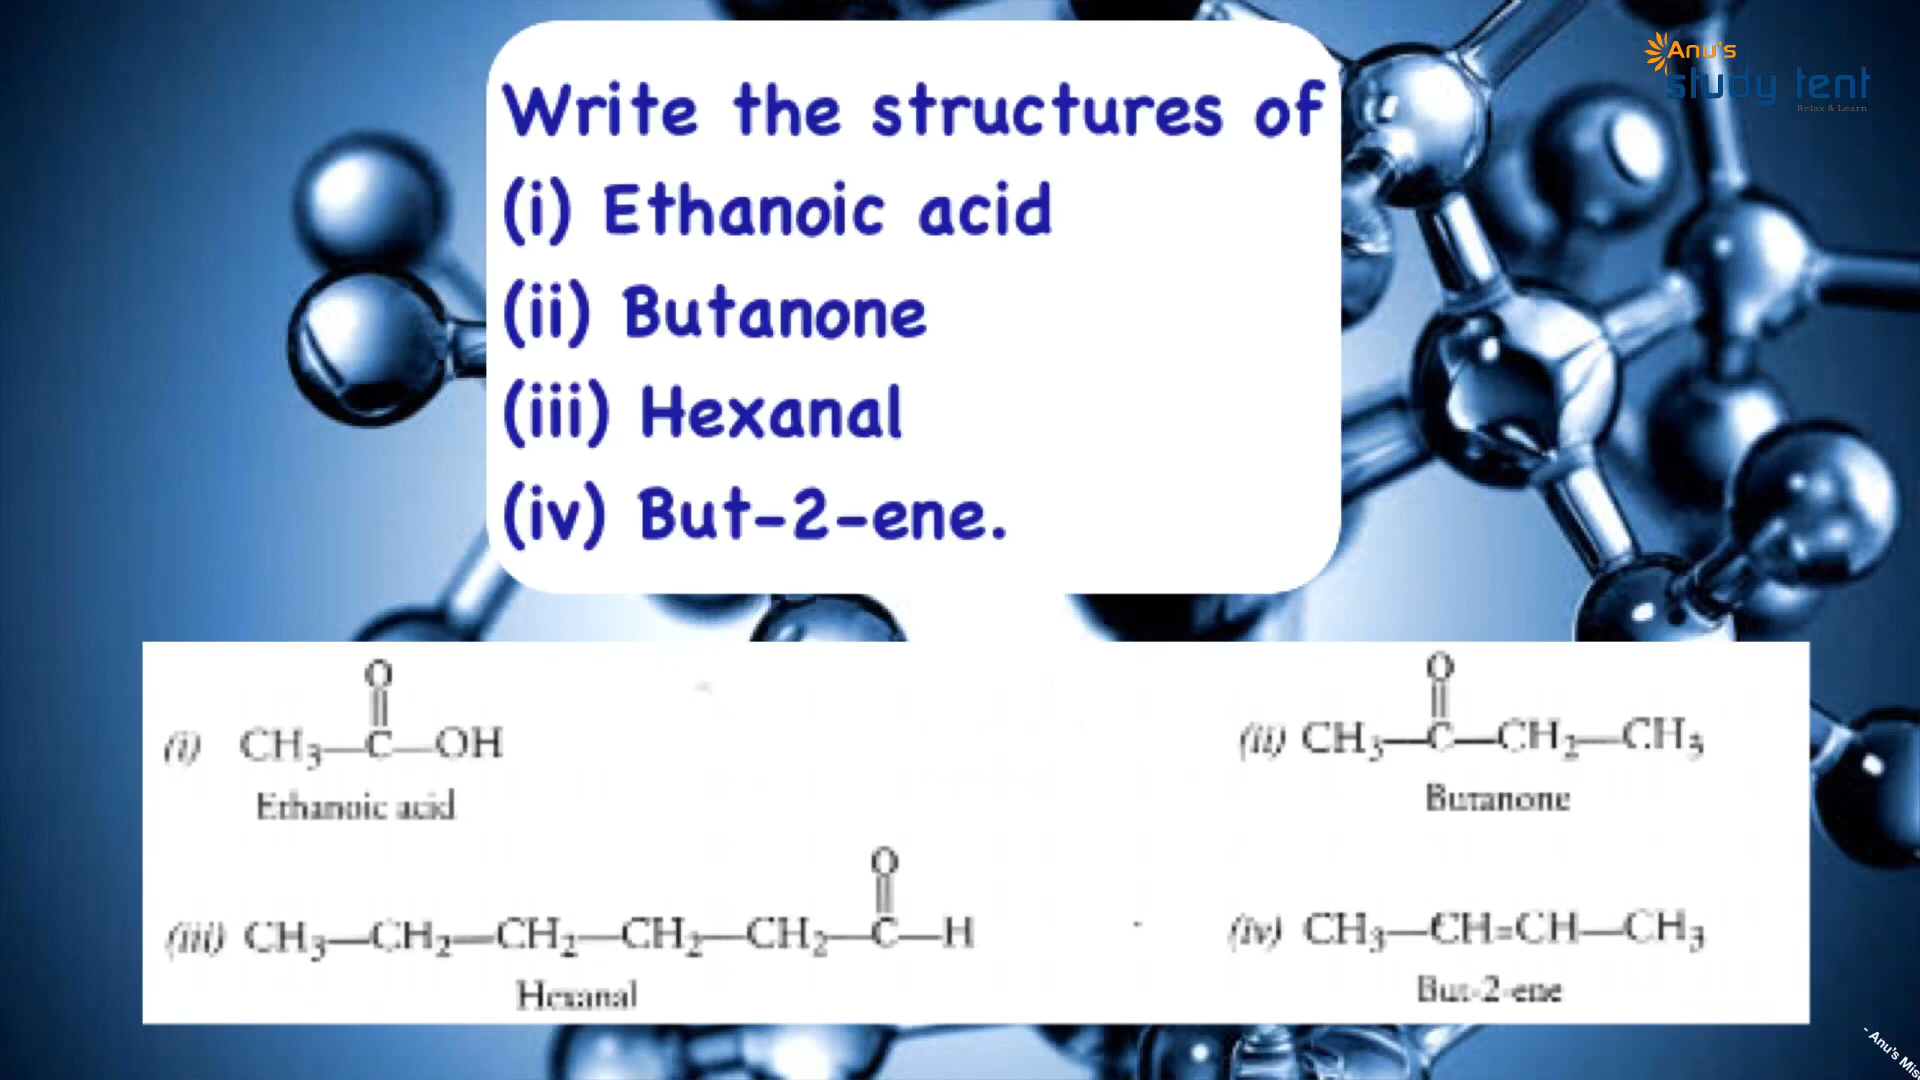 Anu's
study tent
Relax & Learn
Write the structures of
(i) Ethanoic acid
(ii) Butanone
(iii) Hexanal
(iv) But-2-ene.
O
||
(i) CH₃—C—OH
Ethanoic acid
O
||
(ii) CH₃—C—CH₂—CH₃
Butanone
O
||
(iii) CH₃—CH₂—CH₂—CH₂—CH₂—C—H
Hexanal
(iv) CH₃—CH=CH—CH₃
But-2-ene
- Anu's